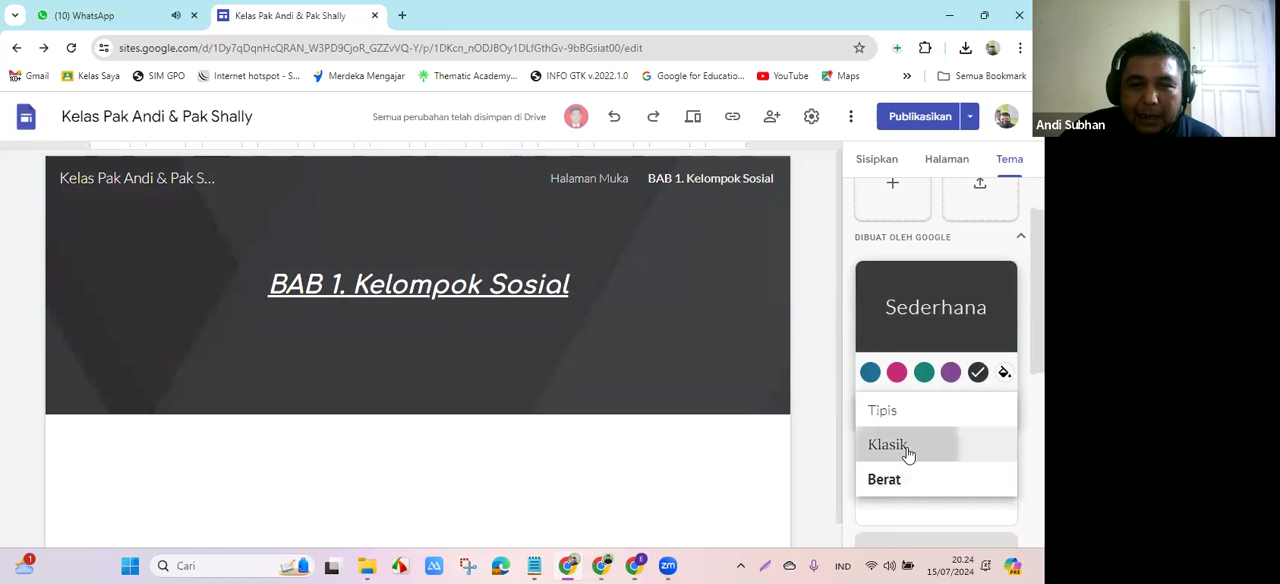 (10) WhatsApp
Kelas Pak Andi & Pak Shally
sites.google.com/d/1Dy7qDqnHcQRAN_W3PD9CjoR_GZZvVQ-Y/p/1DKcn_nODJBOy1DLfGthGv-9bBGsiat00/edit
Gmail
Kelas Saya
SIM GPO
Internet hotspot - S...
Merdeka Mengajar
Thematic Academy...
INFO GTK v.2022.1.0
Google for Educatio...
YouTube
Maps
Semua Bookmark
Andi Subhan
Kelas Pak Andi & Pak Shally
Semua perubahan telah disimpan di Drive
Publikasikan
Sisipkan
Halaman
Tema
Kelas Pak Andi & Pak S...
Halaman Muka
BAB 1. Kelompok Sosial
BAB 1. Kelompok Sosial
DIBUAT OLEH GOOGLE
Sederhana
Tipis
Klasik
Berat
1
Cari
zm
IND
20.24
15/07/2024
PRE